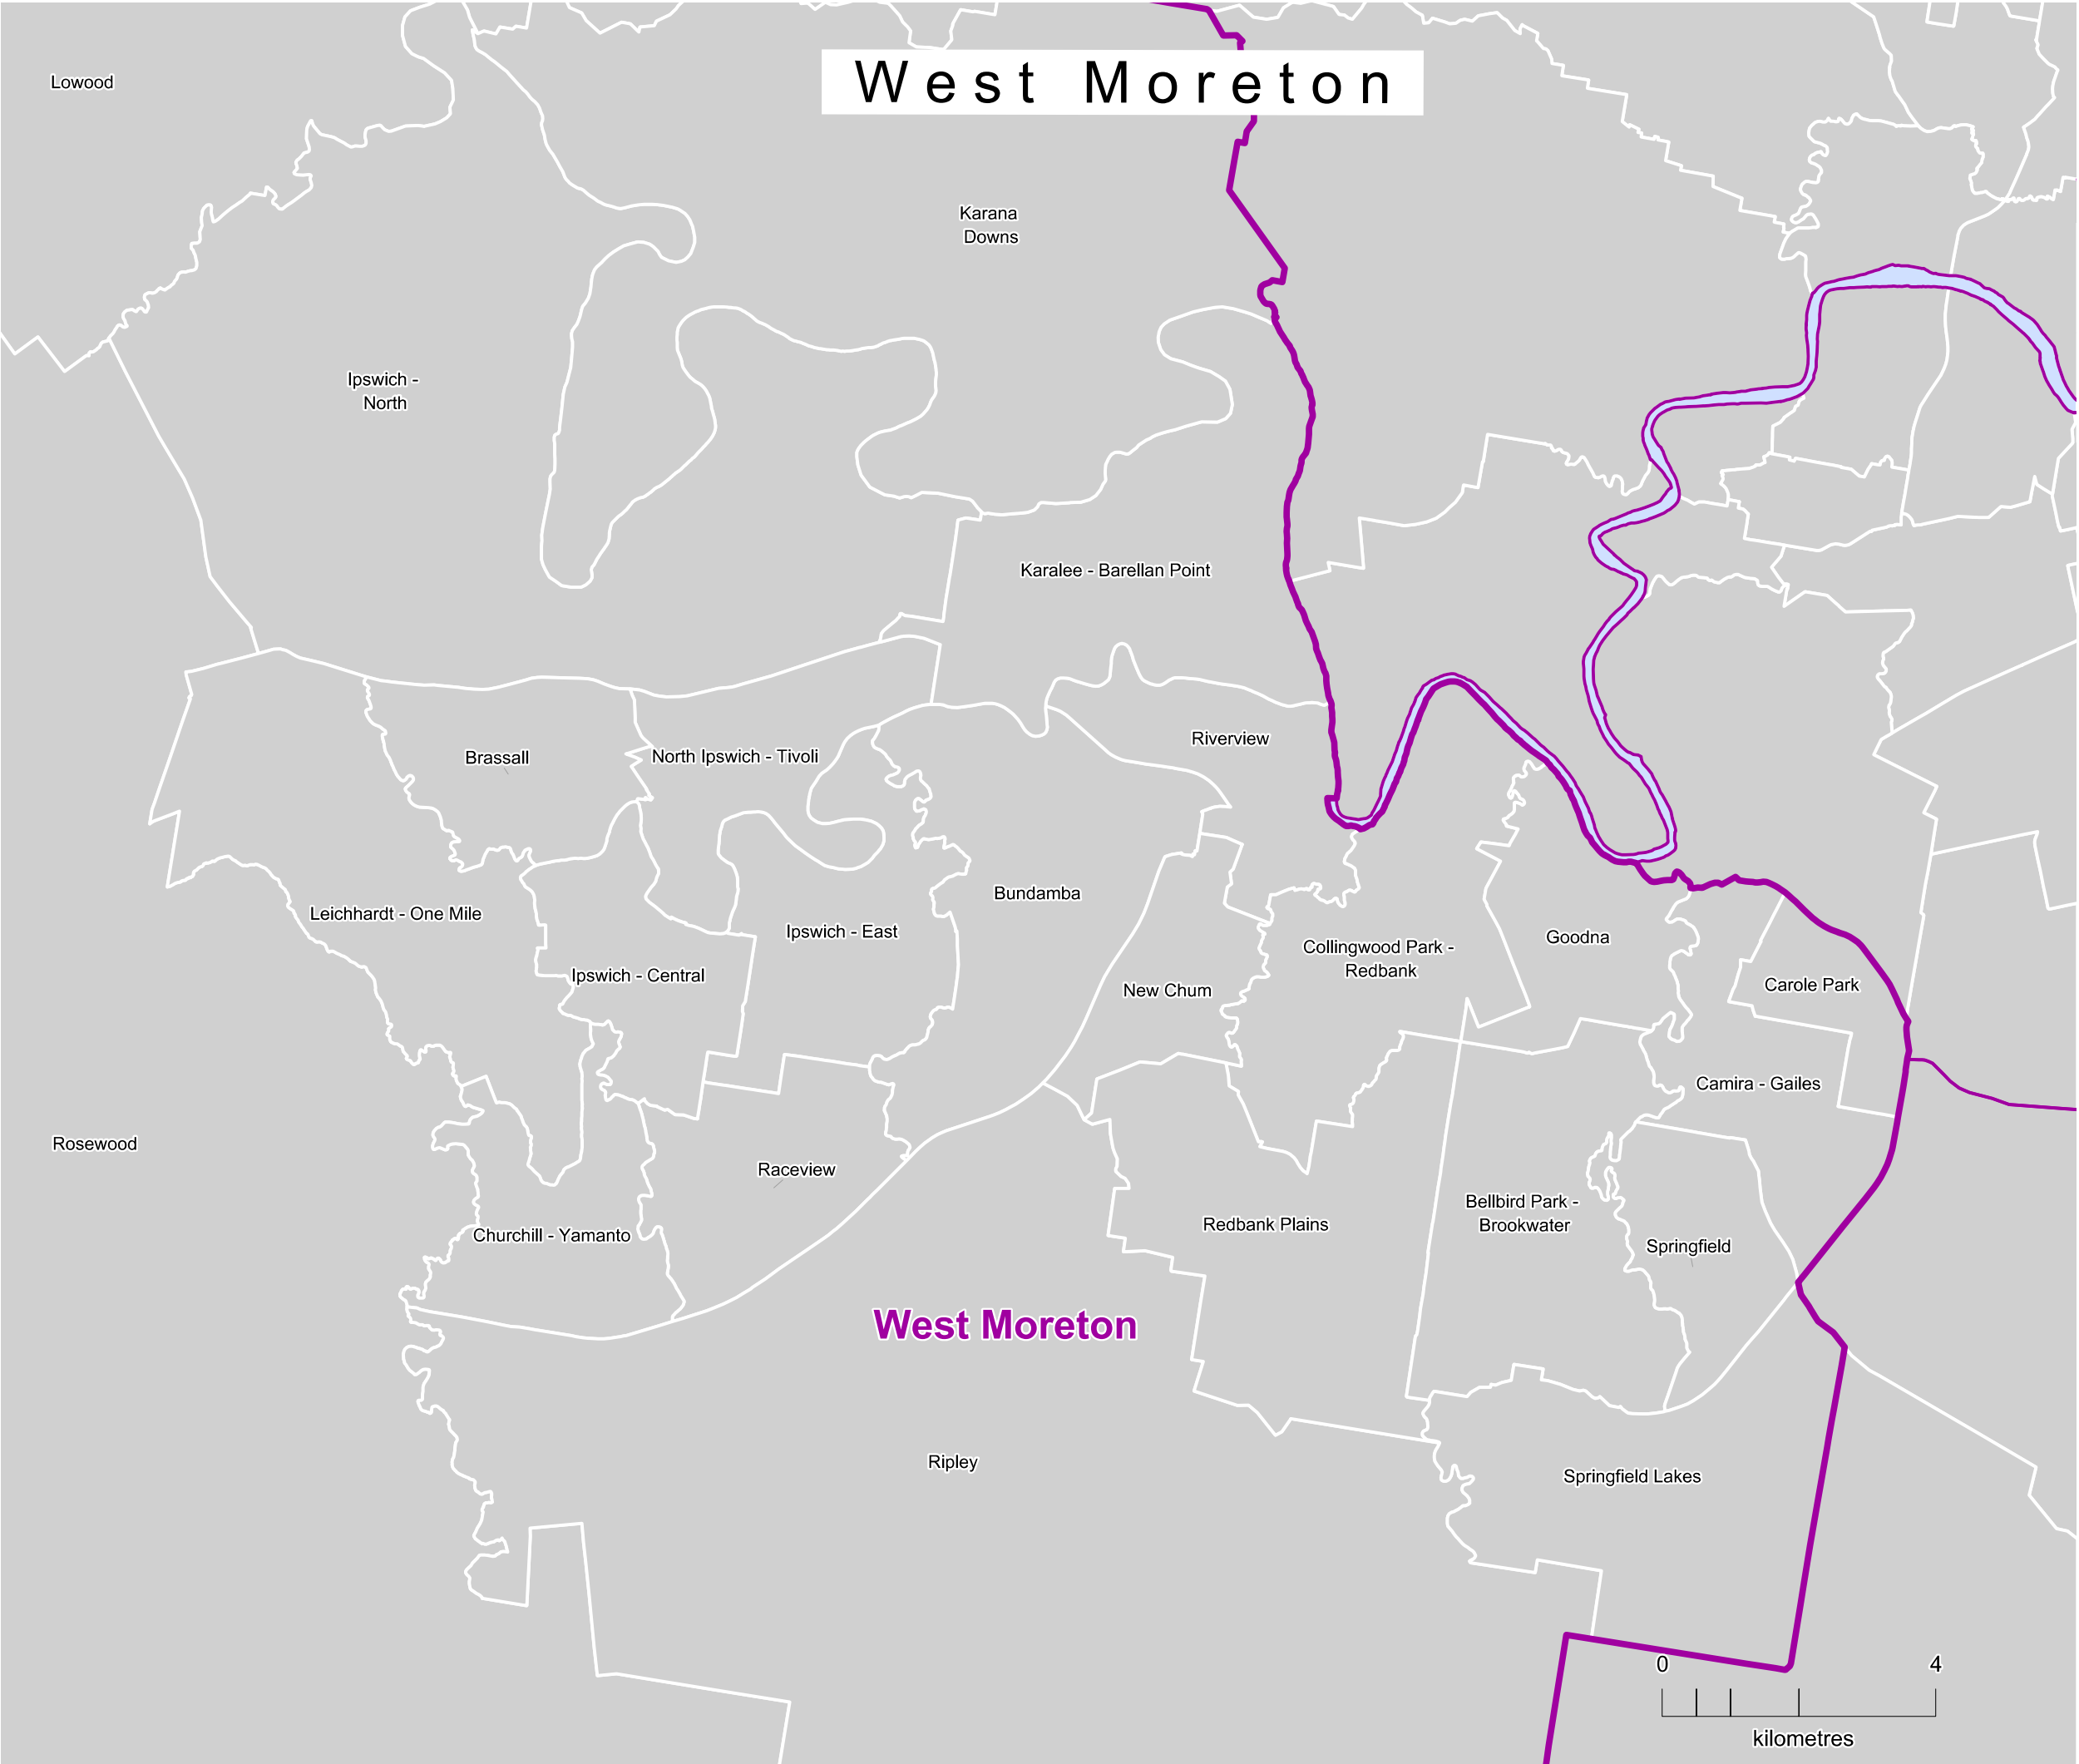 West Moreton
Lowood
Karana
Downs
Ipswich -
North
Karalee - Barellan Point
Riverview
Brassall
North Ipswich - Tivoli
Bundamba
Leichhardt - One Mile
Ipswich - East
Goodna
Collingwood Park -
Redbank
Ipswich - Central
Carole Park
New Chum
Camira - Gailes
Rosewood
Raceview
Bellbird Park -
Brookwater
Redbank Plains
Churchill - Yamanto
Springfield
West Moreton
Ripley
Springfield Lakes
0 4
kilometres